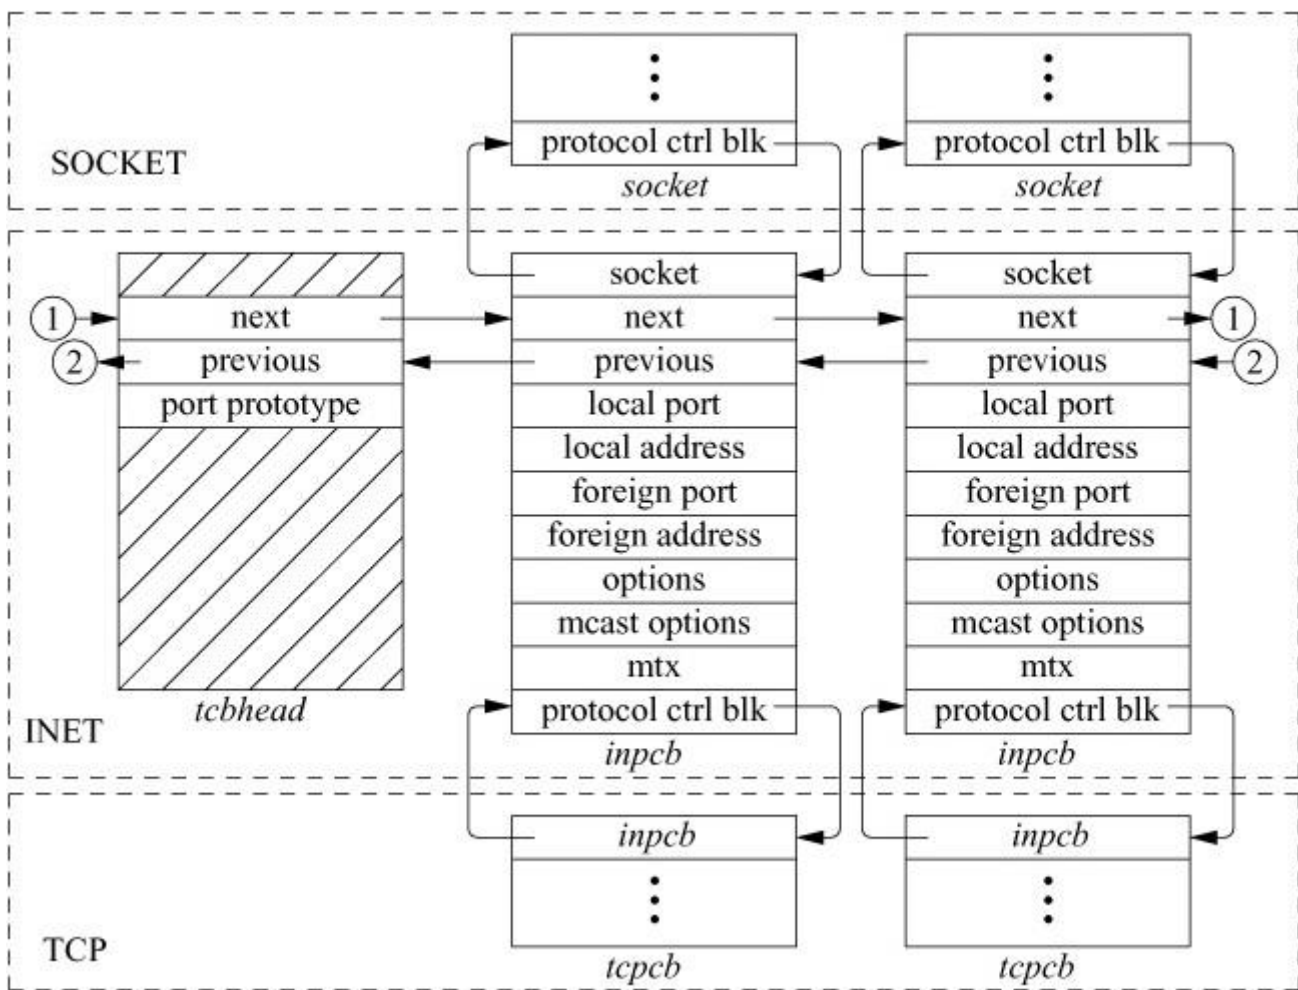 protocol ctrl blk
protocol ctrl blk
SOCKET
socket
socket
socket
socket
1
next
next
next
1
2
previous
previous
previous
2
port prototype
local port
local port
local address
local address
foreign port
foreign port
foreign address
foreign address
options
options
mcast options
mcast options
mtx
mtx
tcbhead
protocol ctrl blk
protocol ctrl blk
INET
inpcb
inpcb
inpcb
inpcb
TCP
tcpcb
tcpcb